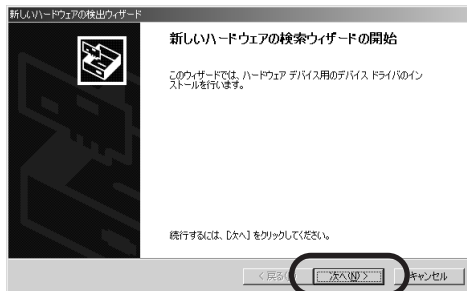 新しいハードウェアの検出ウィザード
新しいハードウェアの検索ウィザードの開始
このウィザードでは、ハードウェア デバイス用のデバイス ドライバのイン
ストールを行います。
続行するには、[次へ] をクリックしてください。
< 戻る( 次へ(N) > キャンセル